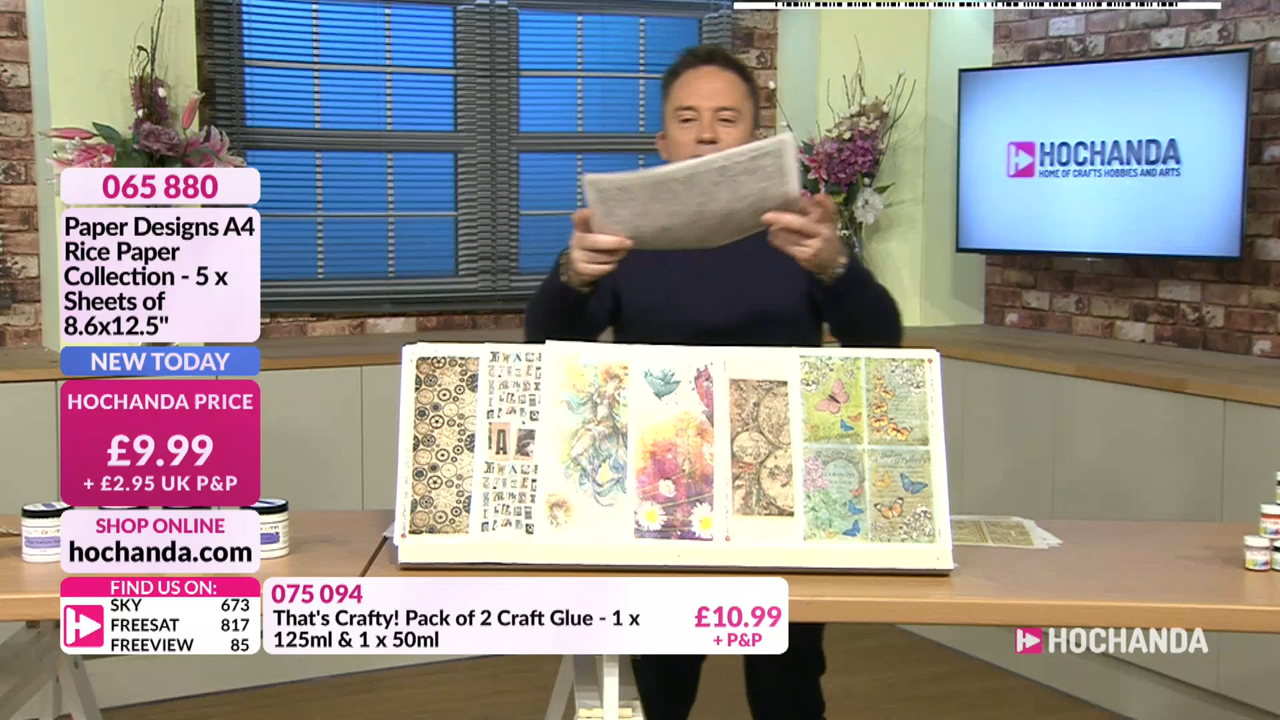 065 880
Paper Designs A4
Rice Paper
Collection - 5 x
Sheets of
8.6x12.5"
NEW TODAY
HOCHANDA PRICE
£9.99
+ £2.95 UK P&P
SHOP ONLINE
hochanda.com
FIND US ON:
SKY 673
FREESAT 817
FREEVIEW 85
075 094
That's Crafty! Pack of 2 Craft Glue - 1 x
125ml & 1 x 50ml
£10.99
+ P&P
HOCHANDA
HOME OF CRAFTS HOBBIES AND ARTS
A
HOCHANDA